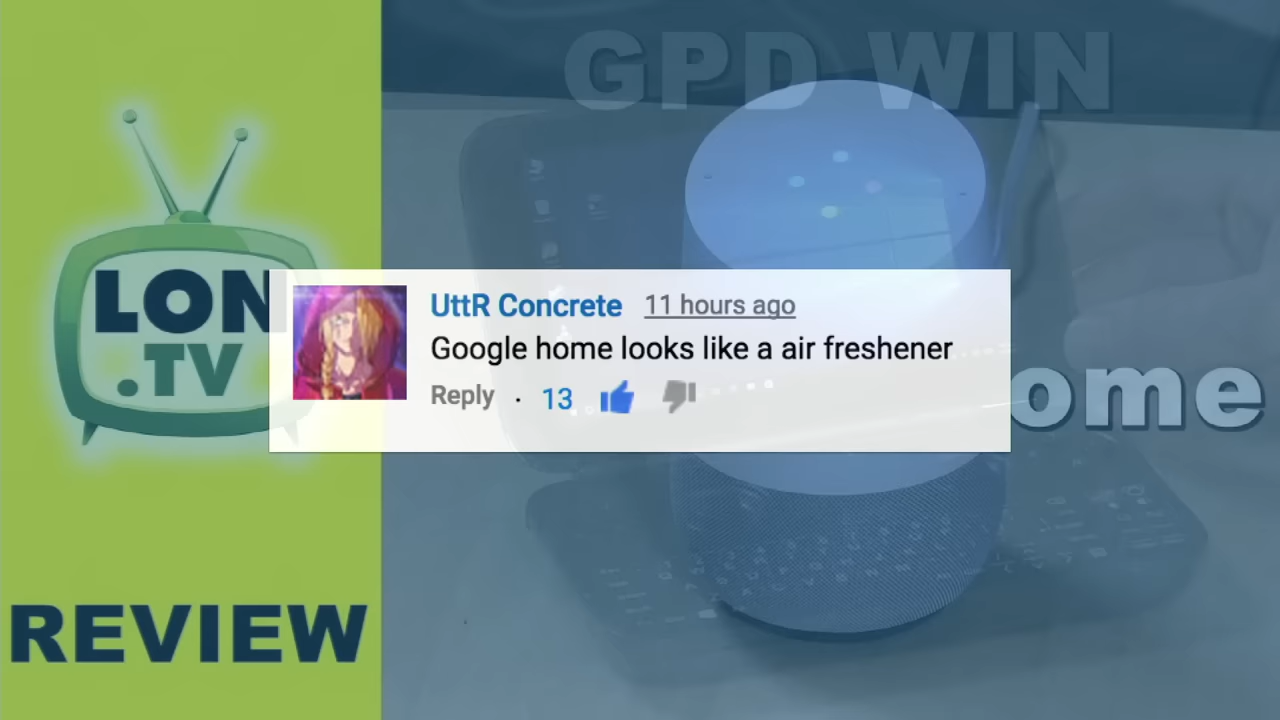 GPD WIN
LON
.TV
UttR Concrete 11 hours ago
Google home looks like a air freshener
Reply · 13
ome
REVIEW